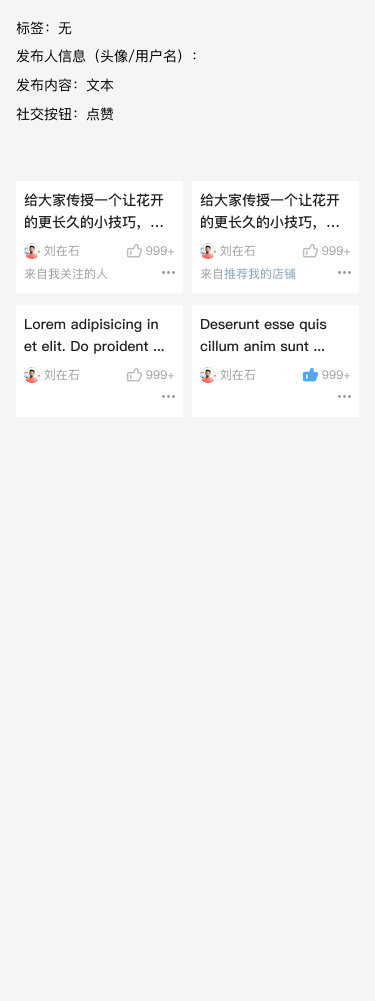 标签：无
发布人信息（头像/用户名）：
发布内容：文本
社交按钮：点赞
给大家传授一个让花开
的更长久的小技巧，...
刘在石 999+
来自我关注的人
给大家传授一个让花开
的更长久的小技巧，...
刘在石 999+
来自推荐我的店铺
Lorem adipisicing in
et elit. Do proident ...
刘在石 999+
Deserunt esse quis
cillum anim sunt ...
刘在石 999+